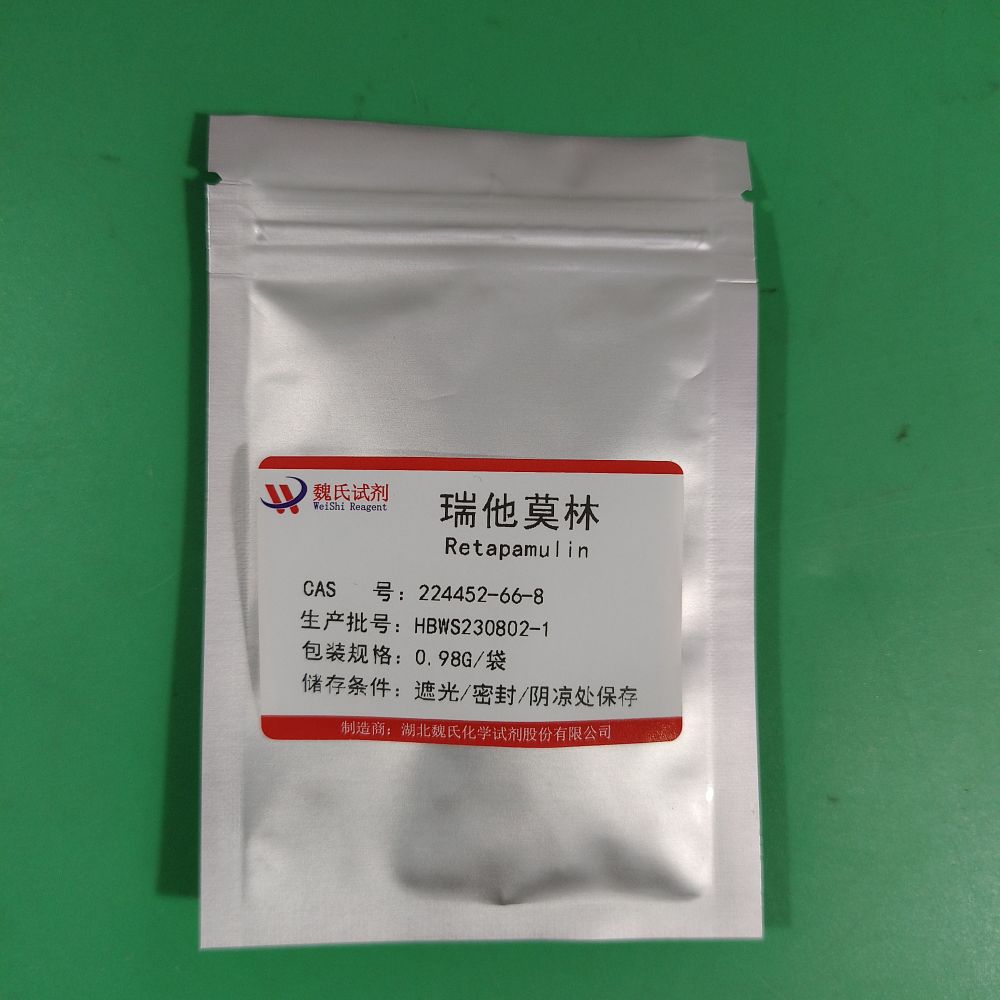 魏氏试剂
WeiShi Reagent
瑞他莫林
Retapamulin
CAS 号：224452-66-8
生产批号：HBWS230802-1
包装规格：0.98G/袋
储存条件：遮光/密封/阴凉处保存
制造商：湖北魏氏化学试剂股份有限公司